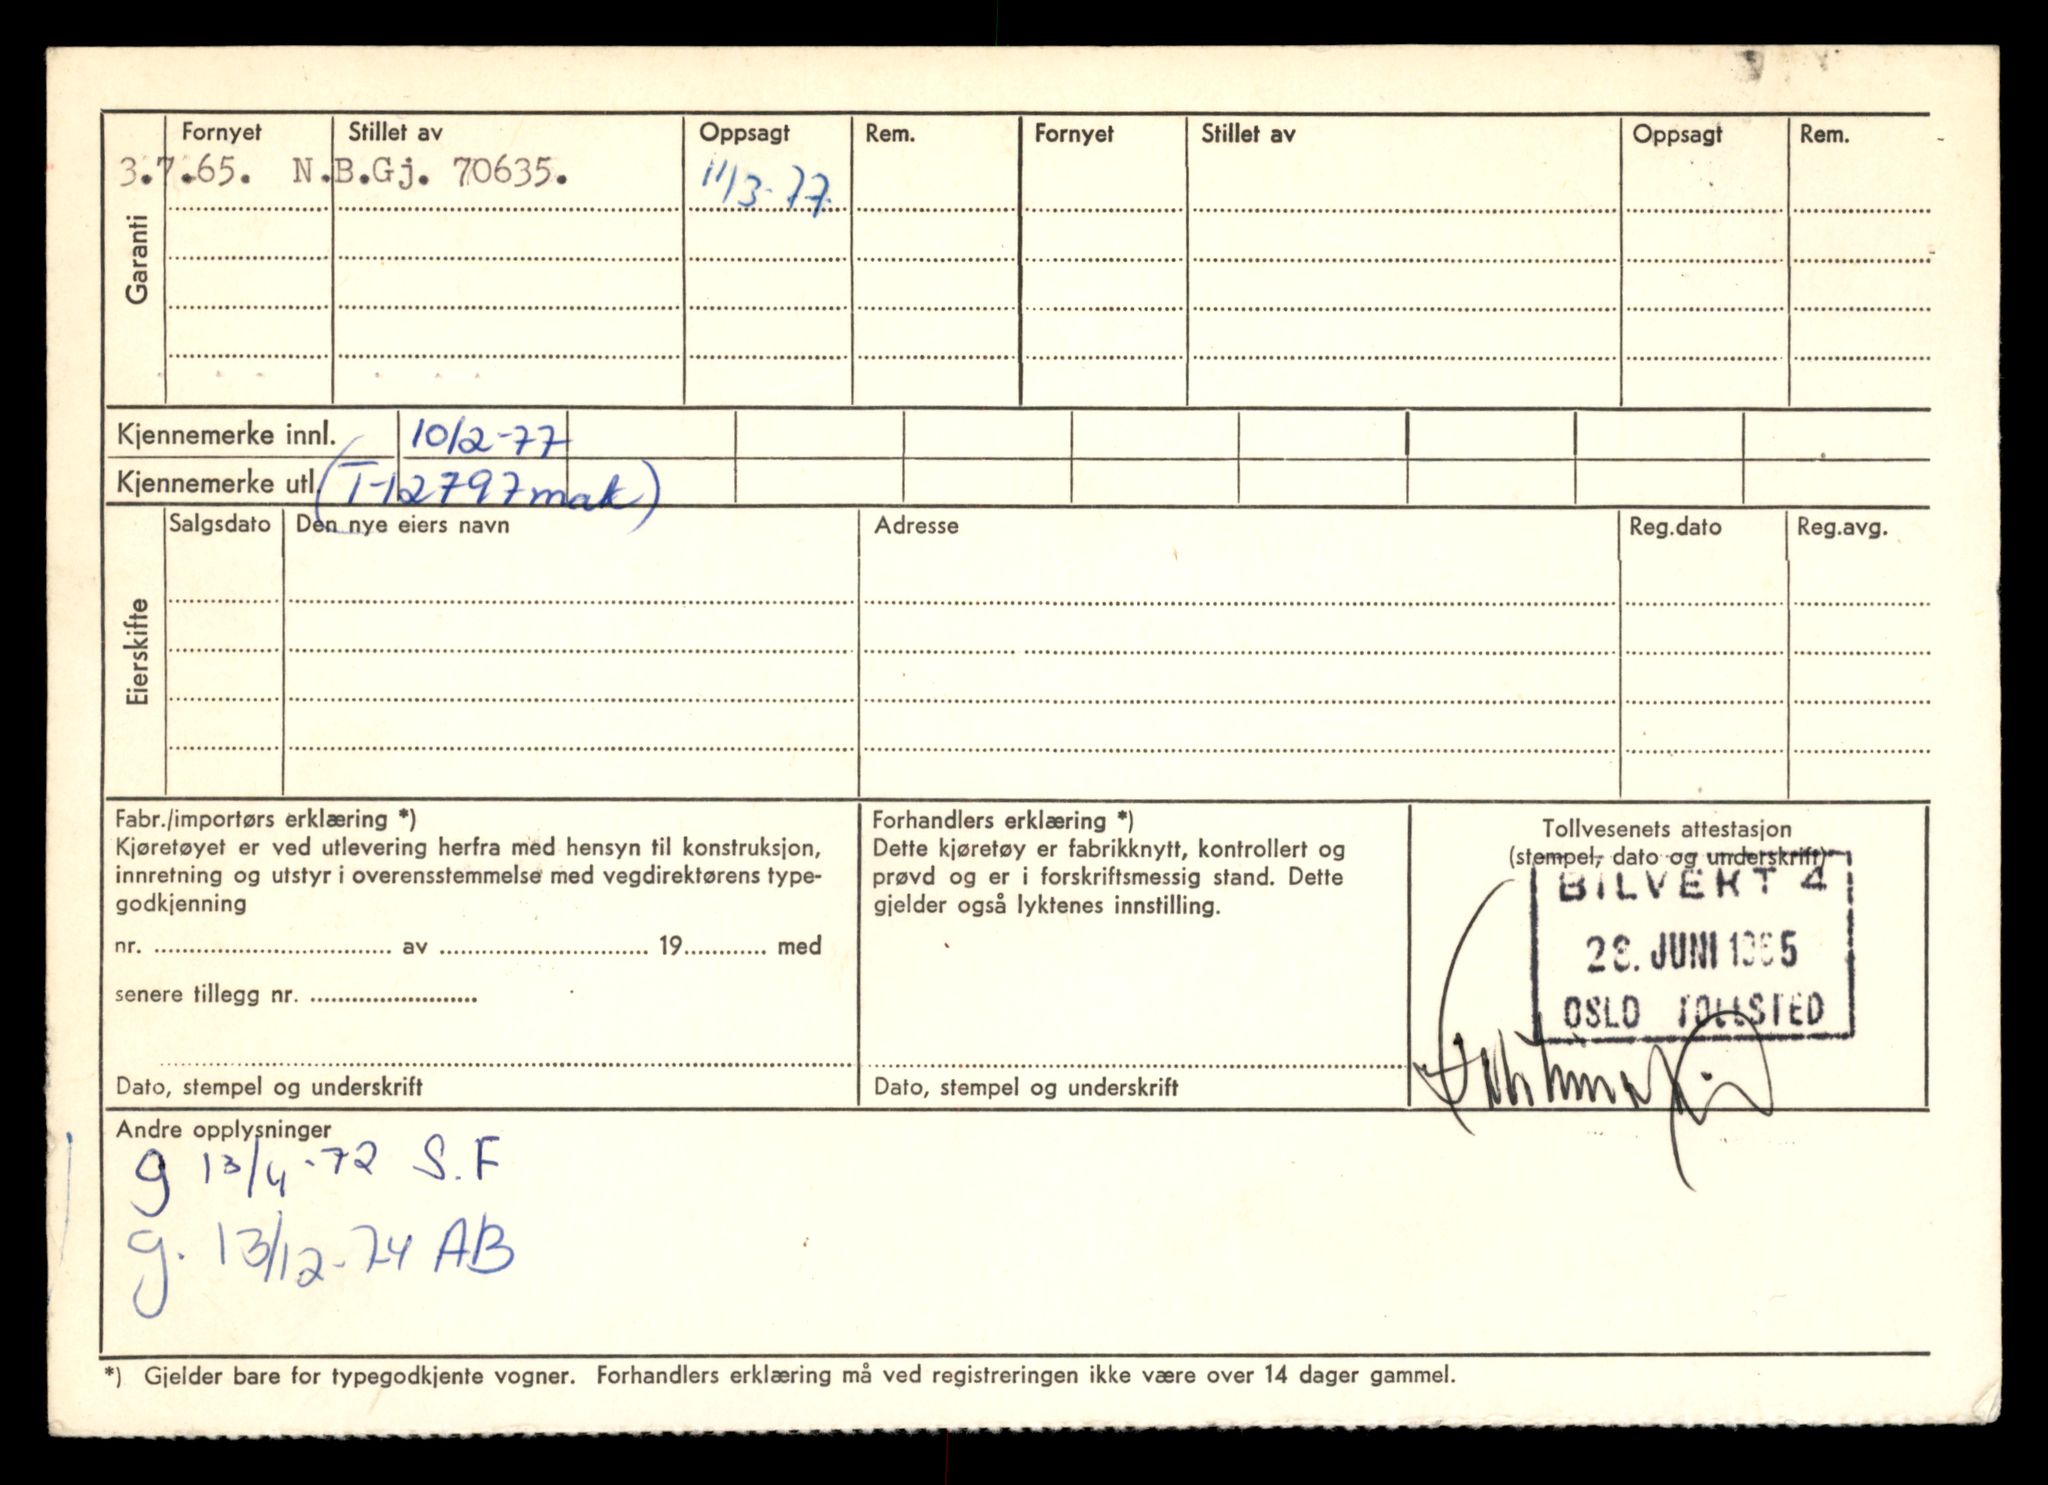 Garanti
Fornyet Stillet av Oppsagt Rem. Fornyet Stillet av Oppsagt Rem.
3.7.65. N.B.Gj. 70635. 11/3-77.
Kjennemerke innl. 10/2-77
Kjennemerke utl. (T-12797 mak)
Eierskifte
Salgsdato Den nye eiers navn Adresse Reg.dato Reg.avg.
Fabr./importørs erklæring *)
Kjøretøyet er ved utlevering herfra med hensyn til konstruksjon,
innretning og utstyr i overensstemmelse med vegdirektørens type-
godkjenning
nr. ........ av ........ 19........ med
senere tillegg nr. ........
Dato, stempel og underskrift
Forhandlers erklæring *)
Dette kjøretøy er fabrikknytt, kontrollert og
prøvd og er i forskriftsmessig stand. Dette
gjelder også lyktenes innstilling.
Dato, stempel og underskrift
Tollvesenets attestasjon
(stempel, dato og underskrift)
BILVERT 4
28. JUNI 1965
OSLO TOLLSTED
Andre opplysninger
g 13/4-72 S.F
g. 13/12-74 AB
*) Gjelder bare for typegodkjente vogner. Forhandlers erklæring må ved registreringen ikke være over 14 dager gammel.